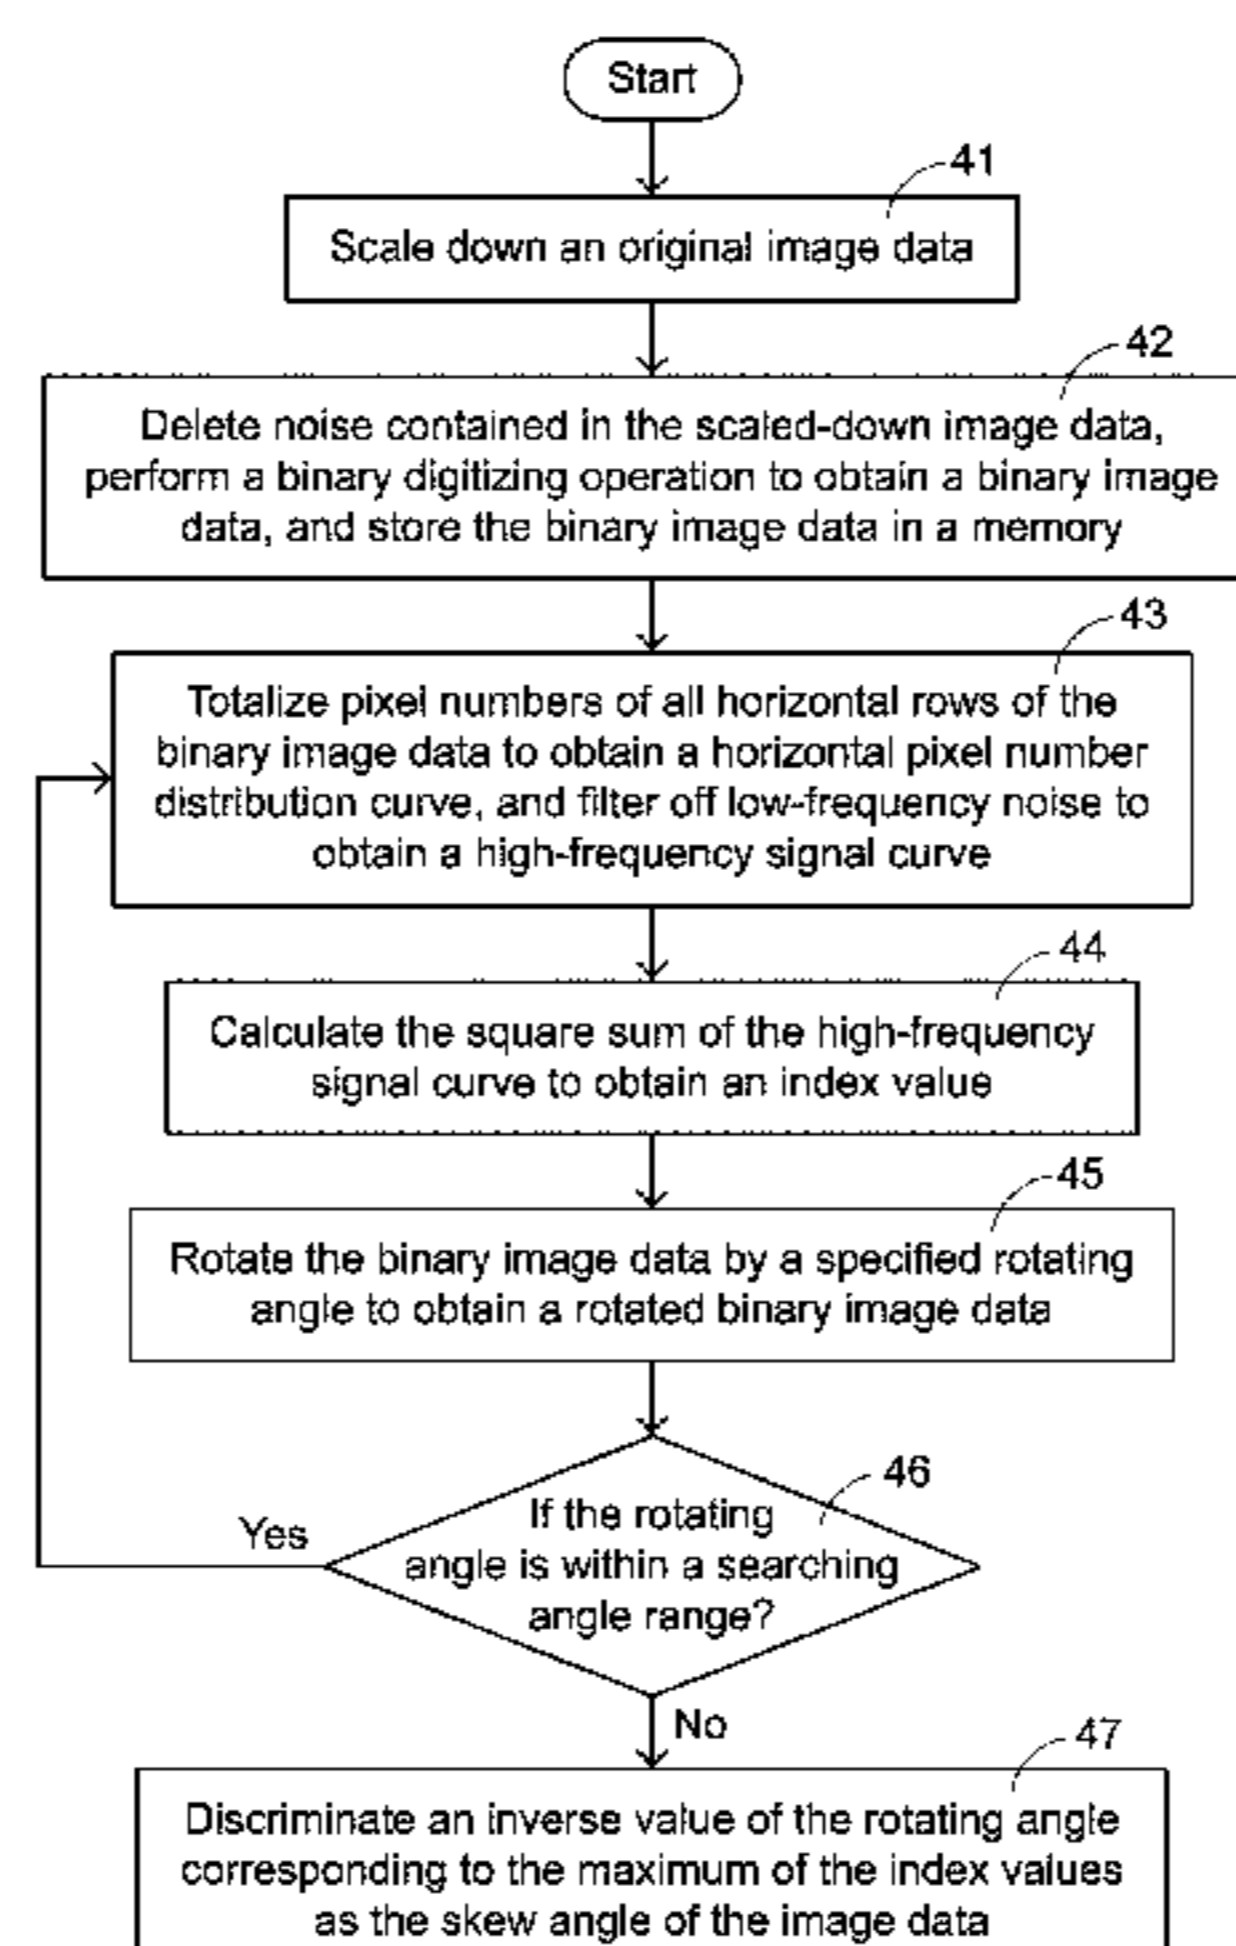 Start
41
Scale down an original image data
42
Delete noise contained in the scaled-down image data,
perform a binary digitizing operation to obtain a binary image
data, and store the binary image data in a memory
43
Totalize pixel numbers of all horizontal rows of the
binary image data to obtain a horizontal pixel number
distribution curve, and filter off low-frequency noise to
obtain a high-frequency signal curve
44
Calculate the square sum of the high-frequency
signal curve to obtain an index value
45
Rotate the binary image data by a specified rotating
angle to obtain a rotated binary image data
46
If the rotating
angle is within a searching
angle range?
Yes
No
47
Discriminate an inverse value of the rotating angle
corresponding to the maximum of the index values
as the skew angle of the image data